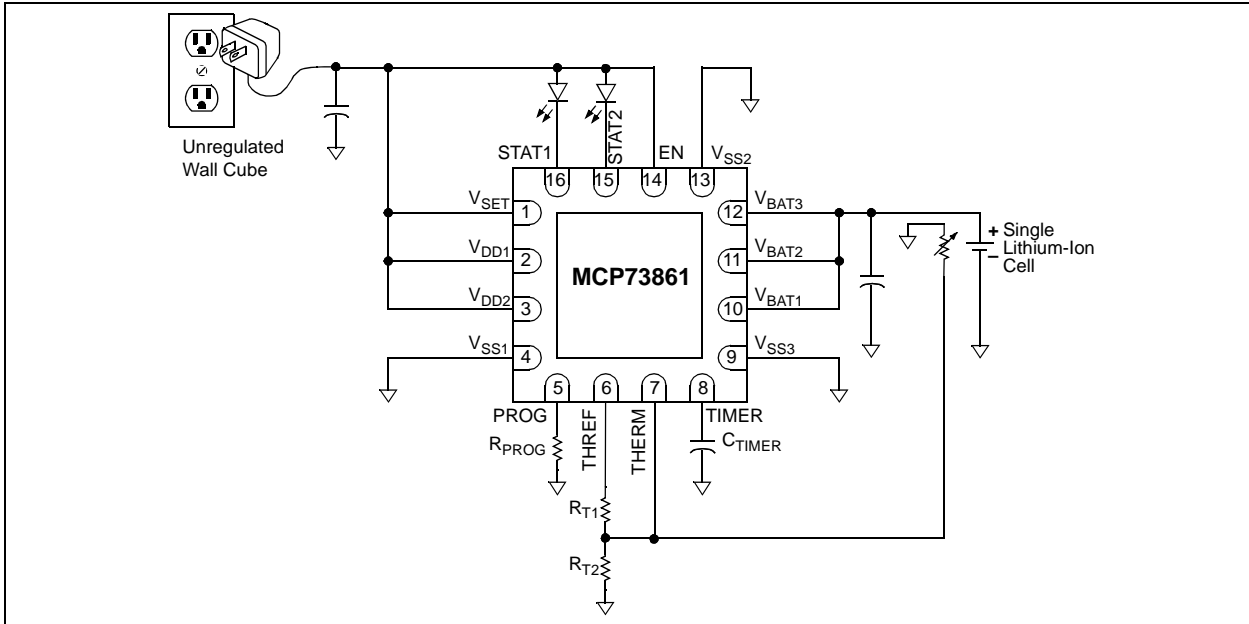 Unregulated
Wall Cube
STAT1
STAT2
EN
VSS2
16
15
14
13
VSET
1
12
VBAT3
+ Single
Lithium-Ion
Cell
–
VDD1
2
11
VBAT2
MCP73861
VDD2
3
10
VBAT1
VSS1
4
9
VSS3
5
6
7
8
PROG
THREF
THERM
TIMER
RPROG
CTIMER
RT1
RT2